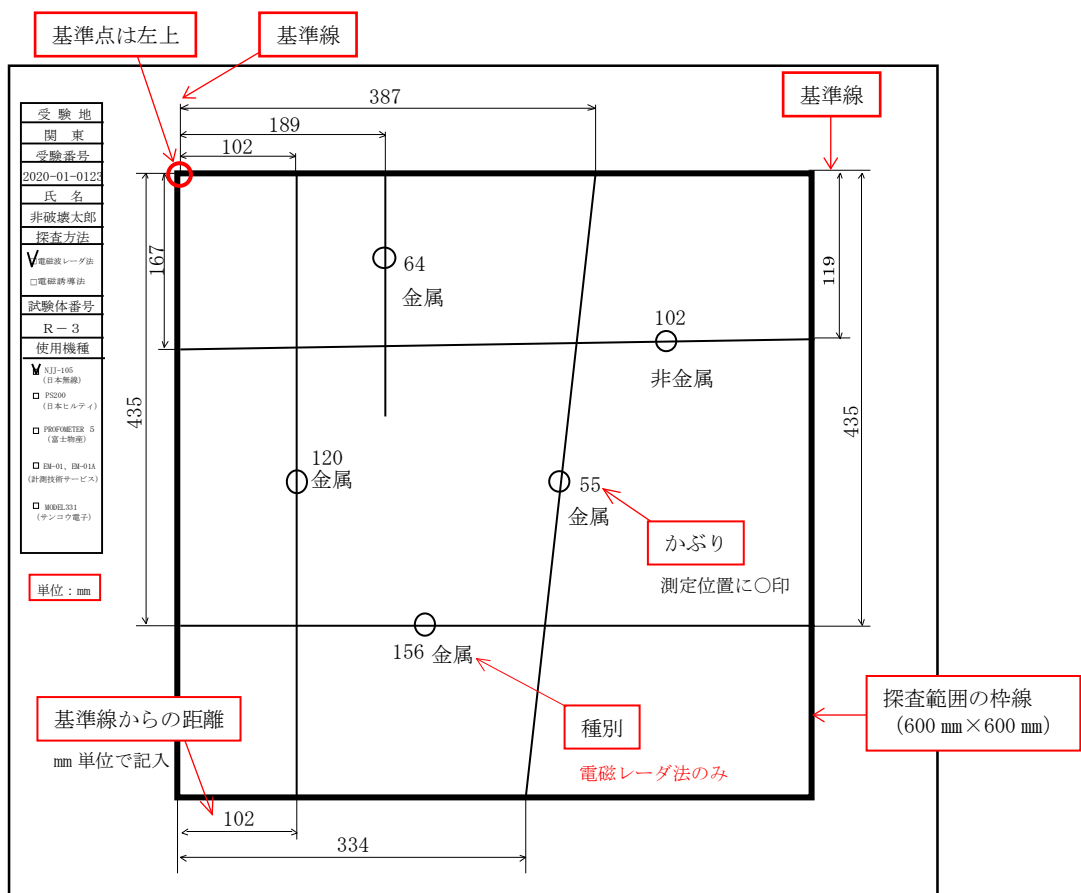 基準点は左上
基準線
基準線
387
189
102
受 験 地
関 東
受験番号
2020-01-0123
氏 名
非破壊太郎
探査方法
電磁波レーダ法
□電磁誘導法
試験体番号
R－3
使用機種
NJJ-105
(日本無線)
□ PS200
(日本ヒルティ)
□ PROFOMETER 5
(富士物産)
□ EM-01, EM-01A
(計測技術サービス)
□ MODEL331
(サンコウ電子)
単位：mm
167
435
64
金属
102
非金属
119
435
120
金属
55
金属
かぶり
測定位置に○印
156 金属
種別
電磁レーダ法のみ
基準線からの距離
mm 単位で記入
探査範囲の枠線
(600 mm×600 mm)
102
334